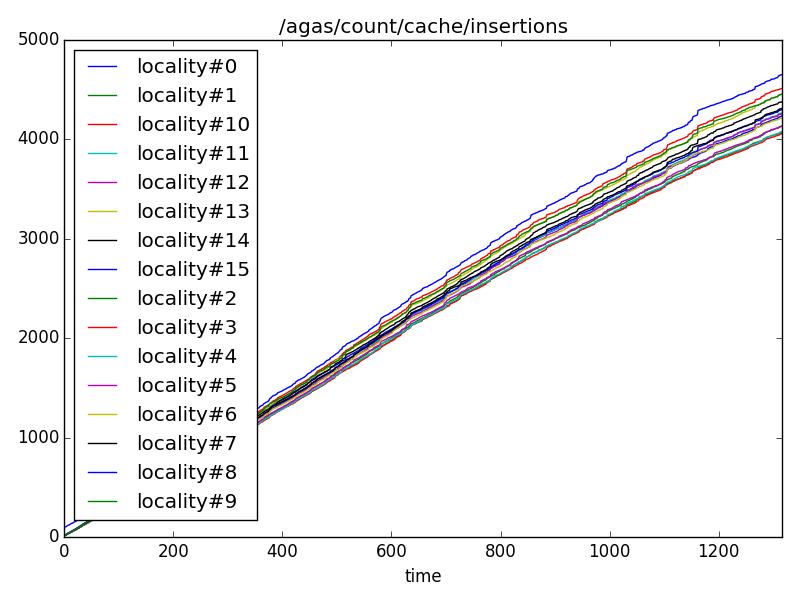 /agas/count/cache/insertions
5000
4000
3000
2000
1000
0
locality#0
locality#1
locality#10
locality#11
locality#12
locality#13
locality#14
locality#15
locality#2
locality#3
locality#4
locality#5
locality#6
locality#7
locality#8
locality#9
0 200 400 600 800 1000 1200
time